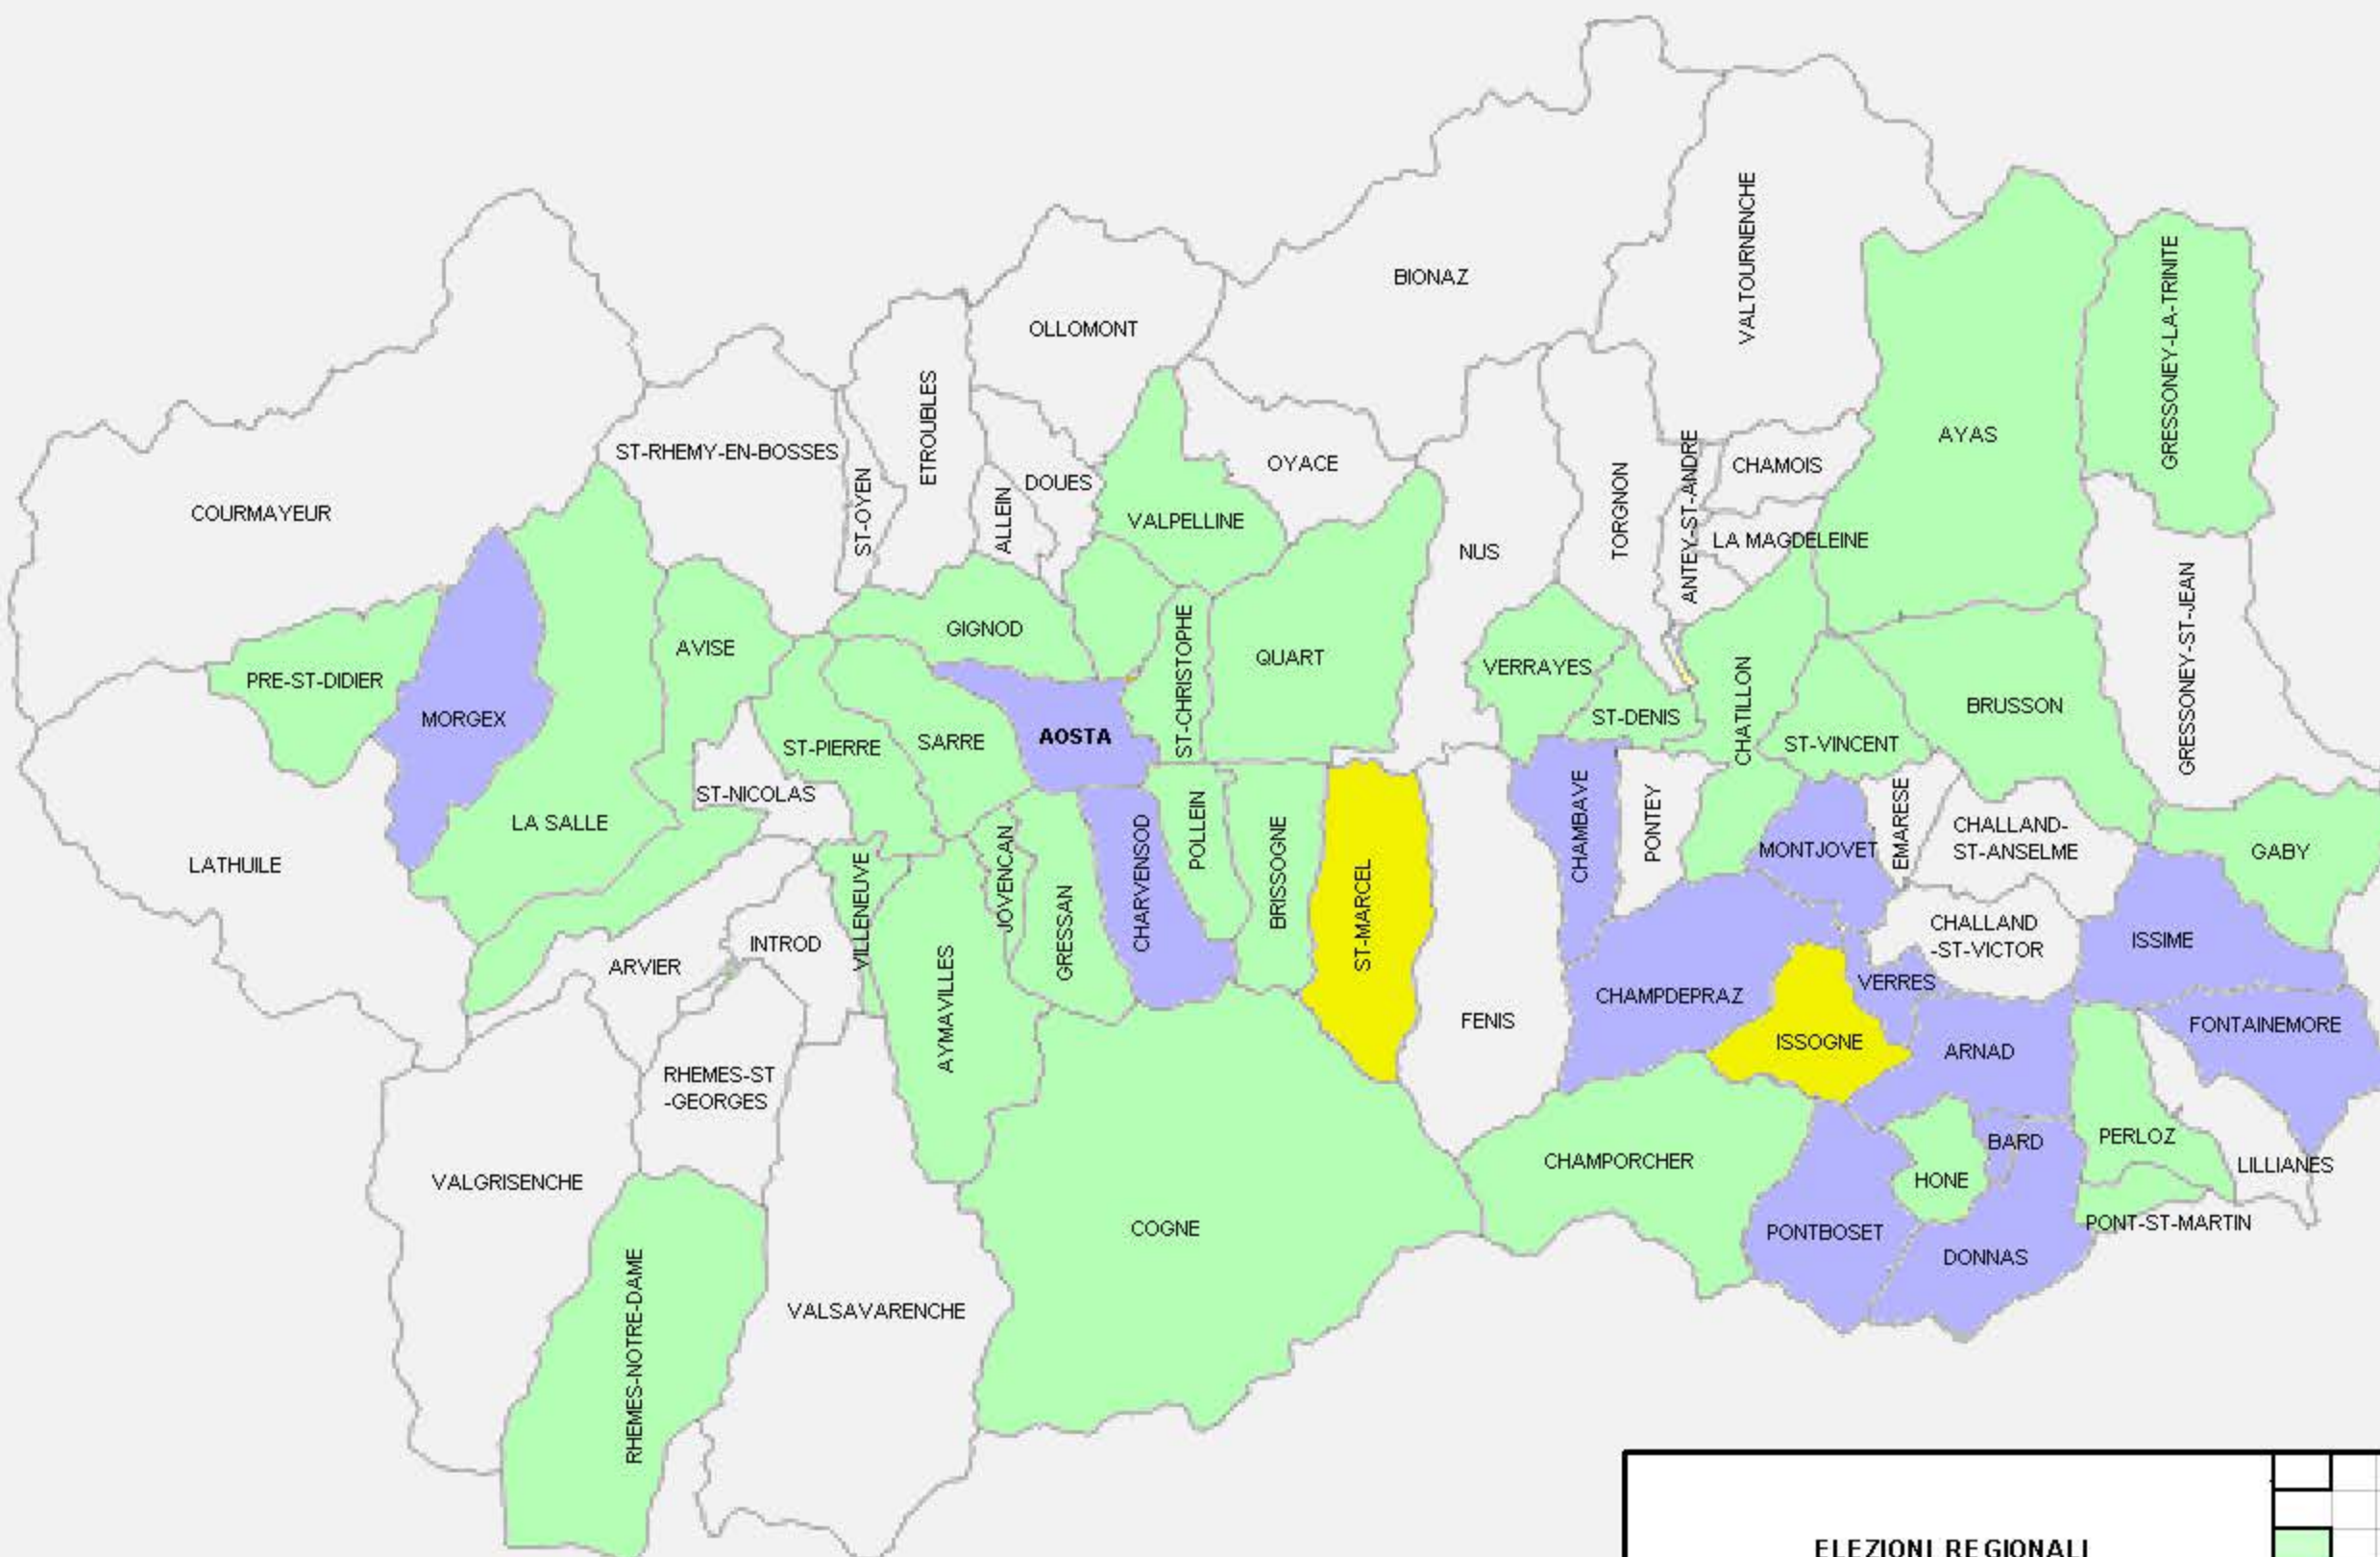 VALTOURNENCHE
BIONAZ
OLLOMONT
GRESSONEY-LA-TRINITE
ETROUBLES
AYAS
ST-RHEMY-EN-BOSSES
OYACE
CHAMOIS
DOUES
COURMAYEUR
ST-OYEN
ALLEIN
VALPELLINE
TORGNON
ANTEY-ST-ANDRE
LA MAGDELEINE
NUS
GRESSONEY-ST-JEAN
GIGNOD
AVISE
ST-CHRISTOPHE
QUART
VERRAYES
PRE-ST-DIDIER
MORGEX
ST-DENIS
CHATILLON
BRUSSON
ST-PIERRE
SARRE
AOSTA
ST-VINCENT
ST-NICOLAS
LA SALLE
CHAMBAVE
PONTEY
EMARESE
MONTJOVET
CHALLAND-
ST-ANSELME
GABY
LATHUILE
POLLEIN
JOVENCAN
CHARVENSOD
BRISSOGNE
ST-MARCEL
VILLENEUVE
GRESSAN
INTROD
ARVIER
CHALLAND
-ST-VICTOR
ISSIME
VERRES
CHAMPDEPRAZ
AYMAVILLES
FENIS
ISSOGNE
ARNAD
FONTAINEMORE
RHEMES-ST
-GEORGES
BARD
PERLOZ
CHAMPORCHER
LILLIANES
HONE
VALGRISENCHE
COGNE
PONTBOSET
PONT-ST-MARTIN
DONNAS
VALSAVARENCHE
RHEMES-NOTRE-DAME
ELEZIONI REGIONALI